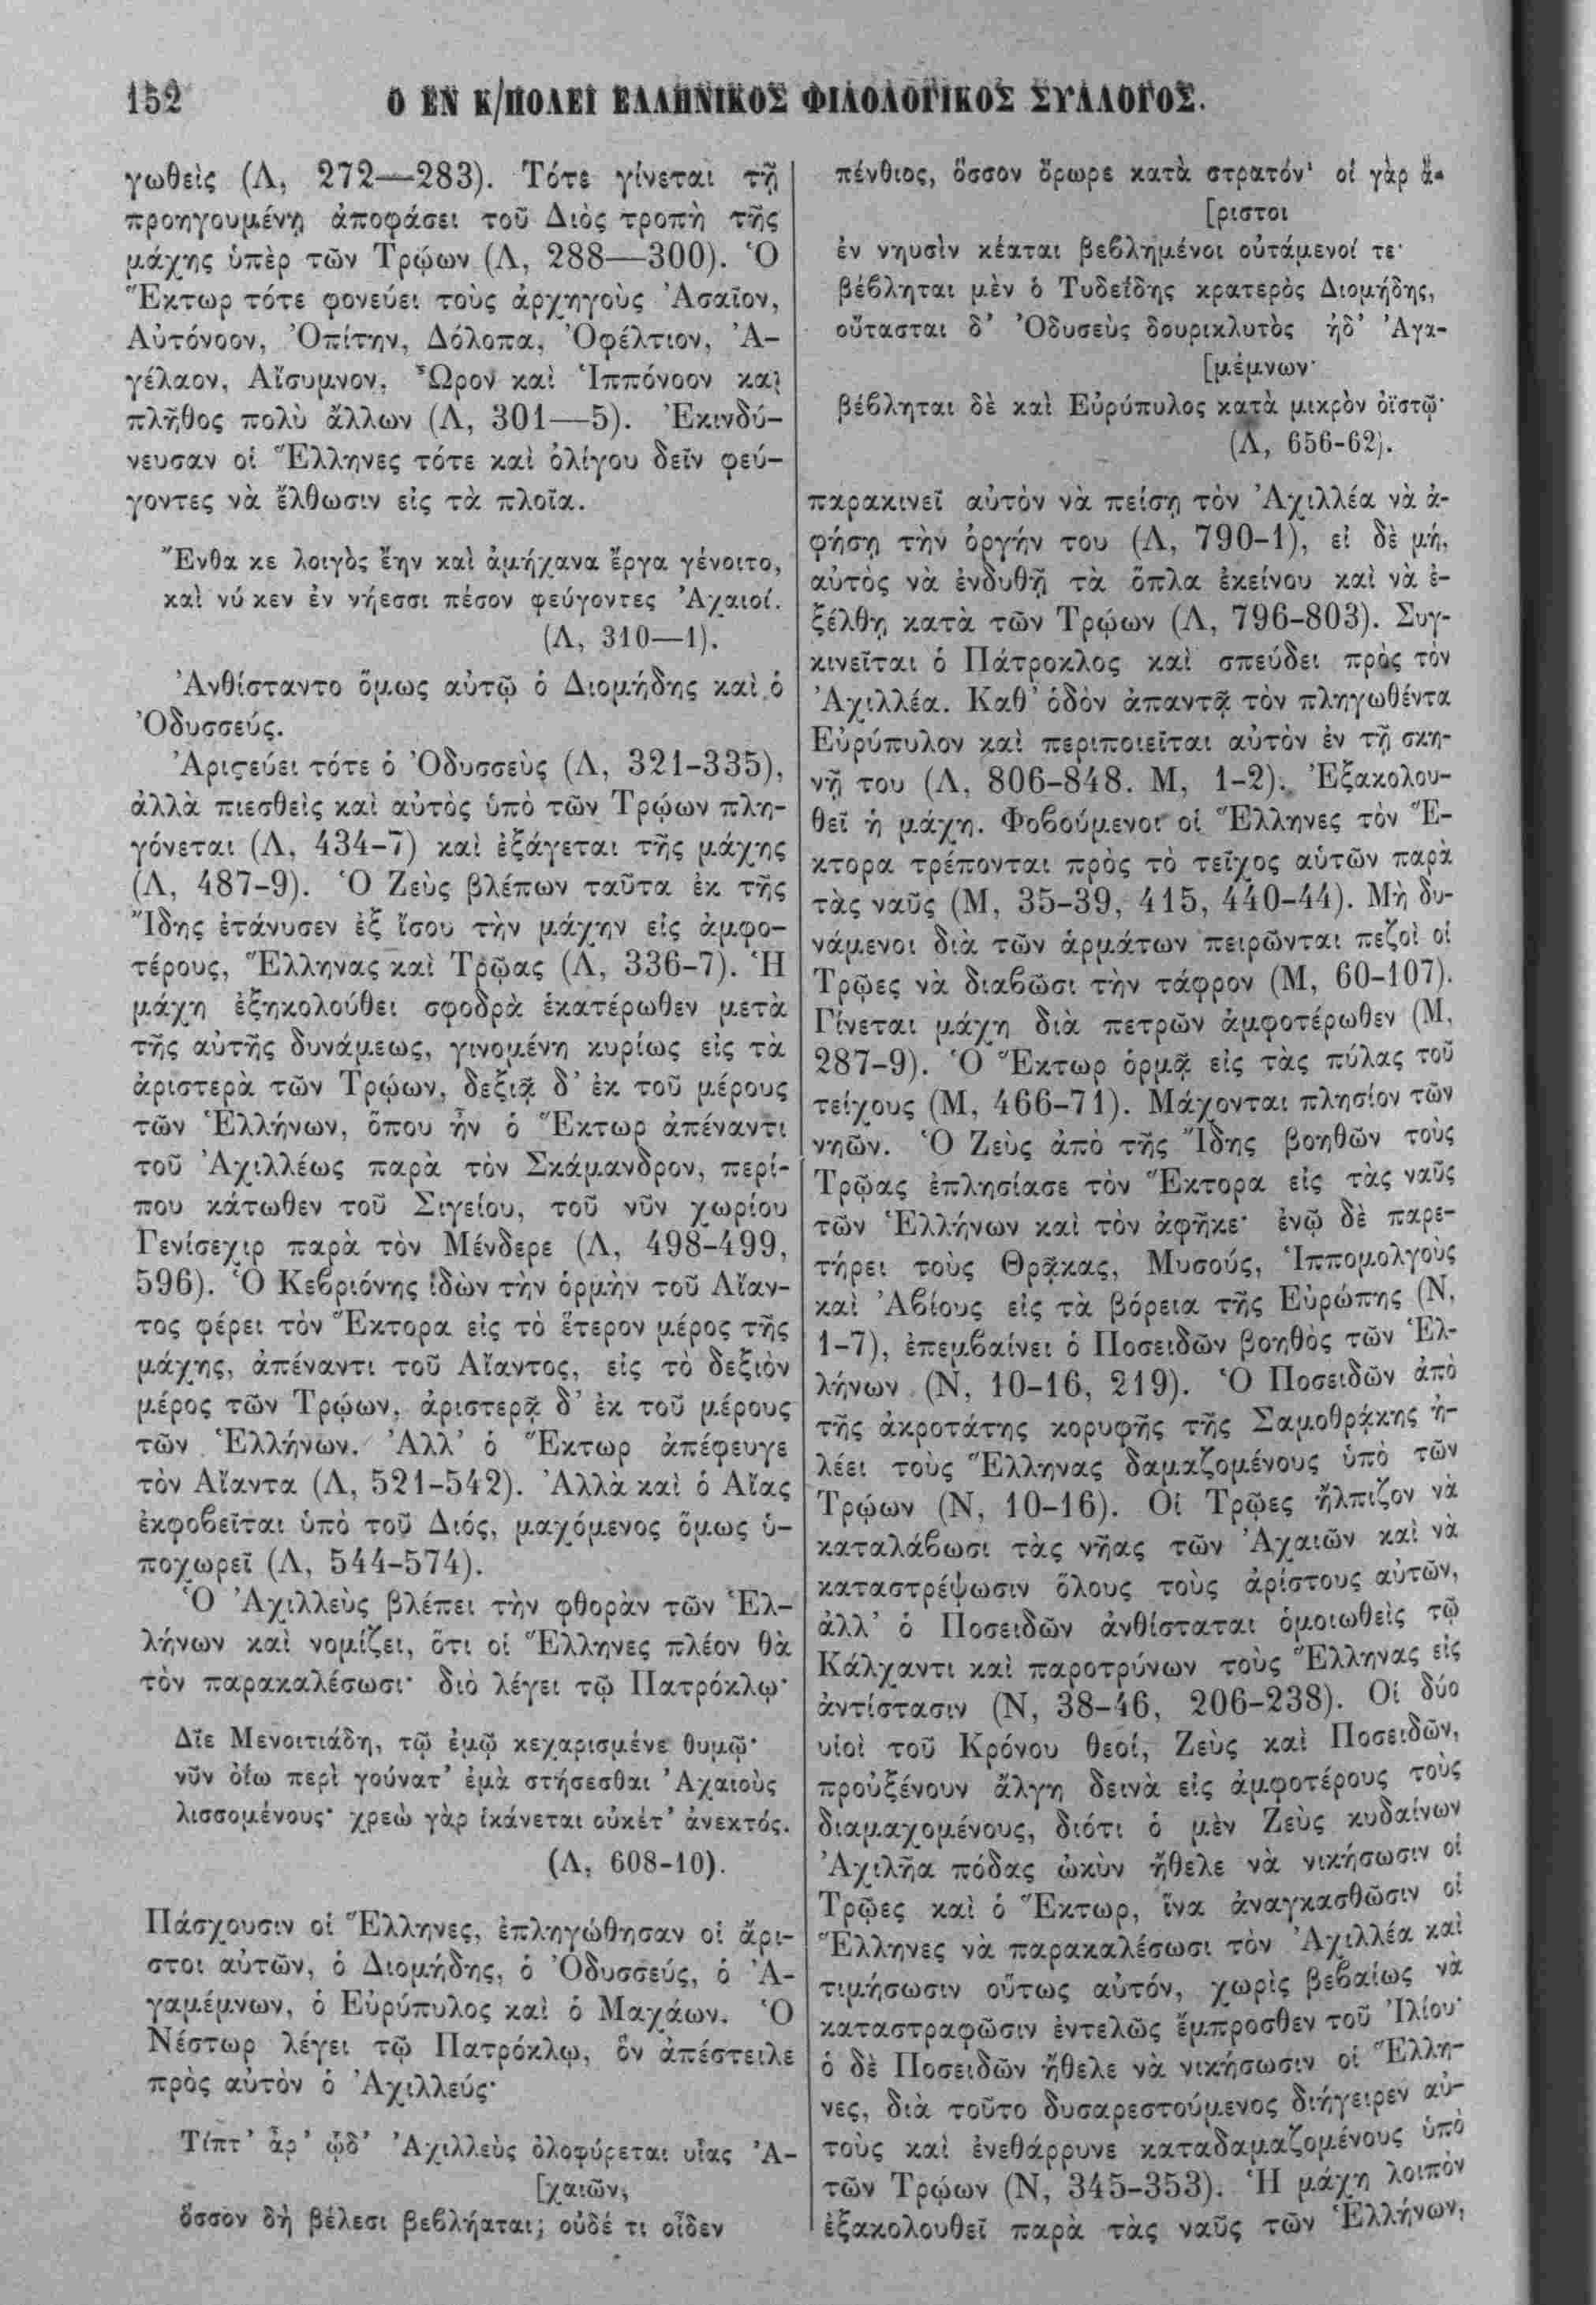 152 Ο ΕΝ Κ/ΠΟΛΕΙ ΕΛΛΗΝΙΚΟΣ ΦΙΛΟΛΟΓΙΚΟΣ ΣΥΛΛΟΓΟΣ.
γωθεὶς (Λ, 272—283). Τότε γίνεται τῇ
προηγουμένῃ ἀποφάσει τοῦ Διὸς τροπὴ τῆς
μάχης ὑπὲρ τῶν Τρῴων (Λ, 288—300). Ὁ
Ἕκτωρ τότε φονεύει τοὺς ἀρχηγοὺς Ἀσαῖον,
Αὐτόνοον, Ὀπίτην, Δόλοπα, Ὀφέλτιον, Ἀ-
γέλαον, Αἴσυμνον, Ὦρον καὶ Ἱππόνοον καὶ
πλῆθος πολὺ ἄλλων (Λ, 301—5). Ἐκινδύ-
νευσαν οἱ Ἕλληνες τότε καὶ ὀλίγου δεῖν φεύ-
γοντες νὰ ἔλθωσιν εἰς τὰ πλοῖα.
Ἔνθα κε λοιγὸς ἔην καὶ ἀμήχανα ἔργα γένοιτο,
καὶ νύ κεν ἐν νήεσσι πέσον φεύγοντες Ἀχαιοί.
(Λ, 310—1).
Ἀνθίσταντο ὅμως αὐτῷ ὁ Διομήδης καὶ ὁ
Ὀδυσσεύς.
Ἀριϛεύει τότε ὁ Ὀδυσσεὺς (Λ, 321-335),
ἀλλὰ πιεσθεὶς καὶ αὐτὸς ὑπὸ τῶν Τρῴων πλη-
γόνεται (Λ, 434-7) καὶ ἐξάγεται τῆς μάχης
(Λ, 487-9). Ὁ Ζεὺς βλέπων ταῦτα ἐκ τῆς
Ἴδης ἐτάνυσεν ἐξ ἴσου τὴν μάχην εἰς ἀμφο-
τέρους, Ἕλληνας καὶ Τρῷας (Λ, 336-7). Ἡ
μάχη ἐξηκολούθει σφοδρὰ ἑκατέρωθεν μετὰ
τῆς αὐτῆς δυνάμεως, γινομένη κυρίως εἰς τὰ
ἀριστερὰ τῶν Τρῴων, δεξιᾷ δ' ἐκ τοῦ μέρους
τῶν Ἑλλήνων, ὅπου ἦν ὁ Ἕκτωρ ἀπέναντι
τοῦ Ἀχιλλέως παρὰ τὸν Σκάμανδρον, περί-
που κάτωθεν τοῦ Σιγείου, τοῦ νῦν χωρίου
Γενίσεχιρ παρὰ τὸν Μένδερε (Λ, 498-499,
596). Ὁ Κεβριόνης ἰδὼν τὴν ὁρμὴν τοῦ Αἴαν-
τος φέρει τὸν Ἕκτορα εἰς τὸ ἕτερον μέρος τῆς
μάχης, ἀπέναντι τοῦ Αἴαντος, εἰς τὸ δεξιὸν
μέρος τῶν Τρῴων, ἀριστερᾷ δ' ἐκ τοῦ μέρους
τῶν Ἑλλήνων. Ἀλλ' ὁ Ἕκτωρ ἀπέφευγε
τὸν Αἴαντα (Λ, 521-542). Ἀλλὰ καὶ ὁ Αἴας
ἐκφοβεῖται ὑπὸ τοῦ Διός, μαχόμενος ὅμως ὑ-
ποχωρεῖ (Λ, 544-574).
Ὁ Ἀχιλλεὺς βλέπει τὴν φθορὰν τῶν Ἑλ-
λήνων καὶ νομίζει, ὅτι οἱ Ἕλληνες πλέον θὰ
τὸν παρακαλέσωσι· διὸ λέγει τῷ Πατρόκλῳ·
Δῖε Μενοιτιάδη, τῷ ἐμῷ κεχαρισμένε θυμῷ·
νῦν ὀΐω περὶ γούνατ' ἐμὰ στήσεσθαι Ἀχαιοὺς
λισσομένους· χρεὼ γὰρ ἱκάνεται οὐκέτ' ἀνεκτός.
(Λ, 608-10).
Πάσχουσιν οἱ Ἕλληνες, ἐπληγώθησαν οἱ ἄρι-
στοι αὐτῶν, ὁ Διομήδης, ὁ Ὀδυσσεύς, ὁ Ἀ-
γαμέμνων, ὁ Εὐρύπυλος καὶ ὁ Μαχάων. Ὁ
Νέστωρ λέγει τῷ Πατρόκλῳ, ὃν ἀπέστειλε
πρὸς αὐτὸν ὁ Ἀχιλλεύς·
Τίπτ' ἂρ' ᾧδ' Ἀχιλλεὺς ὀλοφύρεται υἷας Ἀ-
[χαιῶν,
ὅσσον δὴ βέλεσι βεβλήαται; οὐδέ τι οἶδεν
πένθιος, ὅσσον ὄρωρε κατὰ στρατόν· οἱ γὰρ ἄ-
[ριστοι
ἐν νηυσὶν κέαται βεβλημένοι οὐτάμενοί τε·
βέβληται μὲν ὁ Τυδεΐδης κρατερὸς Διομήδης,
οὔτασται δ' Ὀδυσεὺς δουρικλυτὸς ἠδ' Ἀγα-
[μέμνων·
βέβληται δὲ καὶ Εὐρύπυλος κατὰ μικρὸν ὀϊστῷ·
(Λ, 656-62).
παρακινεῖ αὐτὸν νὰ πείσῃ τὸν Ἀχιλλέα νὰ ἀ-
φήσῃ τὴν ὀργήν του (Λ, 790-1), εἰ δὲ μή,
αὐτὸς νὰ ἐνδυθῇ τὰ ὅπλα ἐκείνου καὶ νὰ ἐ-
ξέλθῃ κατὰ τῶν Τρῴων (Λ, 796-803). Συγ-
κινεῖται ὁ Πάτροκλος καὶ σπεύδει πρὸς τὸν
Ἀχιλλέα. Καθ' ὁδὸν ἀπαντᾷ τὸν πληγωθέντα
Εὐρύπυλον καὶ περιποιεῖται αὐτὸν ἐν τῇ σκη-
νῇ του (Λ, 806-848. Μ, 1-2). Ἐξακολου-
θεῖ ἡ μάχη. Φοβούμενοι οἱ Ἕλληνες τὸν Ἕ-
κτορα τρέπονται πρὸς τὸ τεῖχος αὑτῶν παρὰ
τὰς ναῦς (Μ, 35-39, 415, 440-44). Μὴ δυ-
νάμενοι διὰ τῶν ἁρμάτων πειρῶνται πεζοὶ οἱ
Τρῷες νὰ διαβῶσι τὴν τάφρον (Μ, 60-107).
Γίνεται μάχη διὰ πετρῶν ἀμφοτέρωθεν (Μ,
287-9). Ὁ Ἕκτωρ ὁρμᾷ εἰς τὰς πύλας τοῦ
τείχους (Μ, 466-71). Μάχονται πλησίον τῶν
νηῶν. Ὁ Ζεὺς ἀπὸ τῆς Ἴδης βοηθῶν τοὺς
Τρῷας ἐπλησίασε τὸν Ἕκτορα εἰς τὰς ναῦς
τῶν Ἑλλήνων καὶ τὸν ἀφῆκε· ἐνῷ δὲ παρε-
τήρει τοὺς Θρᾷκας, Μυσούς, Ἱππομολγοὺς
καὶ Ἀβίους εἰς τὰ βόρεια τῆς Εὐρώπης (Ν,
1-7), ἐπεμβαίνει ὁ Ποσειδῶν βοηθὸς τῶν Ἑλ-
λήνων (Ν, 10-16, 219). Ὁ Ποσειδῶν ἀπὸ
τῆς ἀκροτάτης κορυφῆς τῆς Σαμοθρᾴκης ἠ-
λέει τοὺς Ἕλληνας δαμαζομένους ὑπὸ τῶν
Τρῴων (Ν, 10-16). Οἱ Τρῷες ἤλπιζον νὰ
καταλάβωσι τὰς νῆας τῶν Ἀχαιῶν καὶ νὰ
καταστρέψωσιν ὅλους τοὺς ἀρίστους αὐτῶν,
ἀλλ' ὁ Ποσειδῶν ἀνθίσταται ὁμοιωθεὶς τῷ
Κάλχαντι καὶ παροτρύνων τοὺς Ἕλληνας εἰς
ἀντίστασιν (Ν, 38-46, 206-238). Οἱ δύο
υἱοὶ τοῦ Κρόνου θεοί, Ζεὺς καὶ Ποσειδῶν,
προὐξένουν ἄλγη δεινὰ εἰς ἀμφοτέρους τοὺς
διαμαχομένους, διότι ὁ μὲν Ζεὺς κυδαίνων
Ἀχιλῆα πόδας ὠκὺν ἤθελε νὰ νικήσωσιν οἱ
Τρῷες καὶ ὁ Ἕκτωρ, ἵνα ἀναγκασθῶσιν οἱ
Ἕλληνες νὰ παρακαλέσωσι τὸν Ἀχιλλέα καὶ
τιμήσωσιν οὕτως αὐτόν, χωρὶς βεβαίως νὰ
καταστραφῶσιν ἐντελῶς ἔμπροσθεν τοῦ Ἰλίου·
ὁ δὲ Ποσειδῶν ἤθελε νὰ νικήσωσιν οἱ Ἕλλη-
νες, διὰ τοῦτο δυσαρεστούμενος διήγειρεν αὐ-
τοὺς καὶ ἐνεθάρρυνε καταδαμαζομένους ὑπὸ
τῶν Τρῴων (Ν, 345-353). Ἡ μάχη λοιπὸν
ἐξακολουθεῖ παρὰ τὰς ναῦς τῶν Ἑλλήνων,